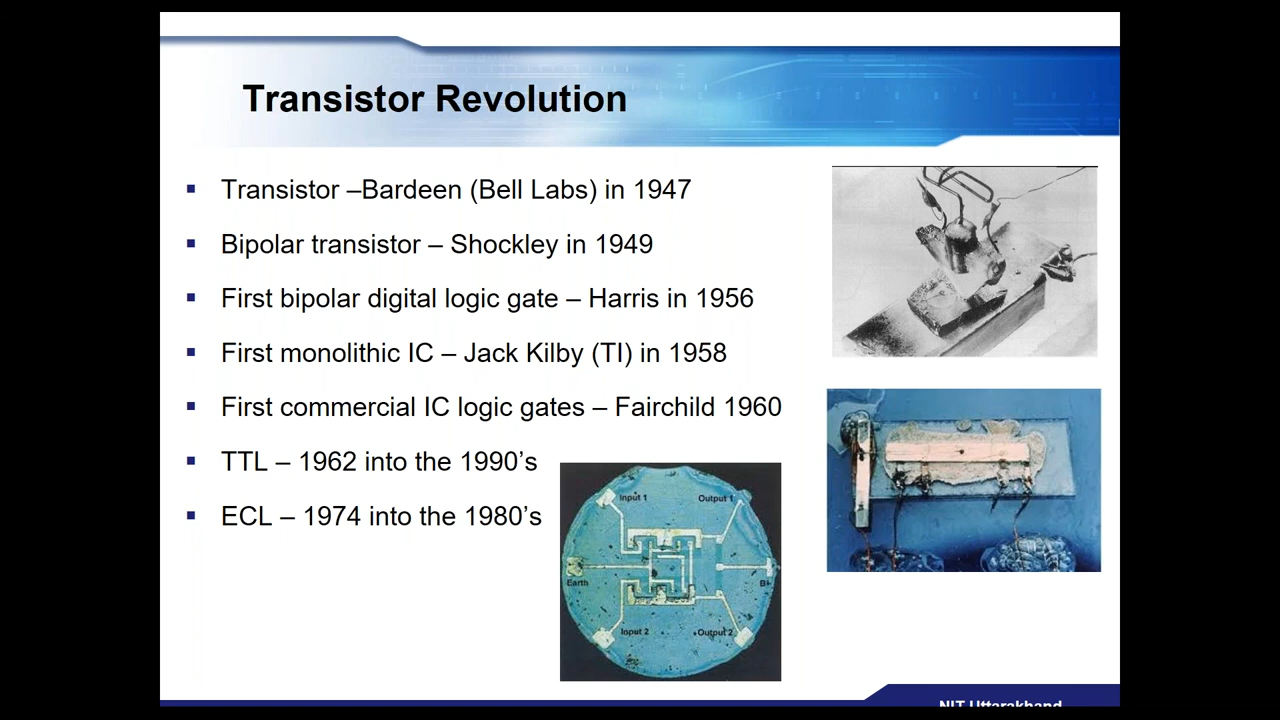 Transistor Revolution
▪ Transistor –Bardeen (Bell Labs) in 1947
▪ Bipolar transistor – Shockley in 1949
▪ First bipolar digital logic gate – Harris in 1956
▪ First monolithic IC – Jack Kilby (TI) in 1958
▪ First commercial IC logic gates – Fairchild 1960
▪ TTL – 1962 into the 1990’s
▪ ECL – 1974 into the 1980’s
Input 1
Output 1
Earth
B+
Input 2
Output 2
NIT Uttarakhand